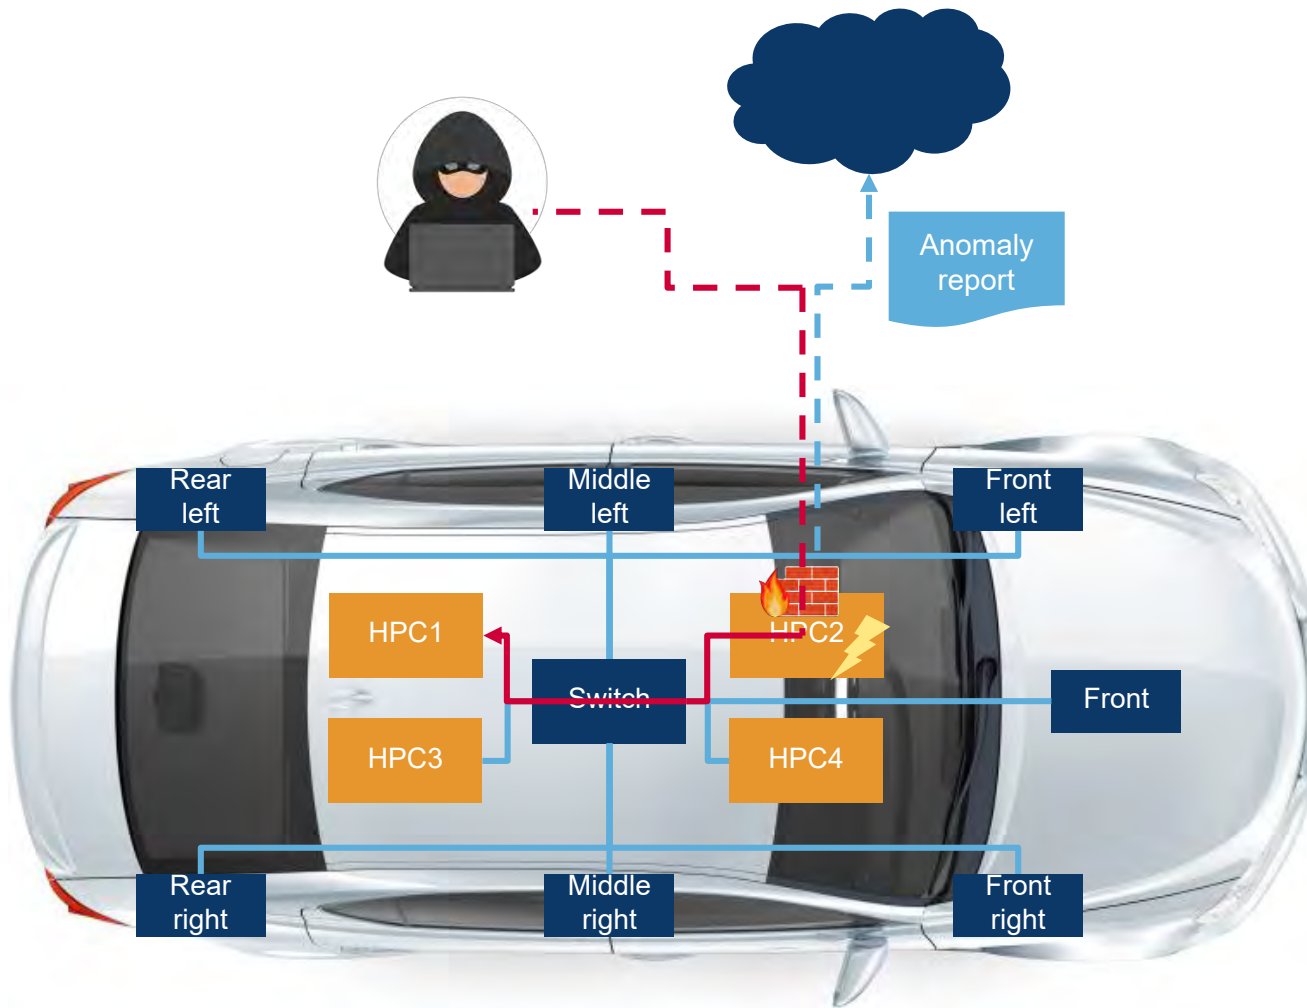 Anomaly
report
Rear
left
Middle
left
Front
left
HPC1
HPC2
Switch
Front
HPC3
HPC4
Rear
right
Middle
right
Front
right